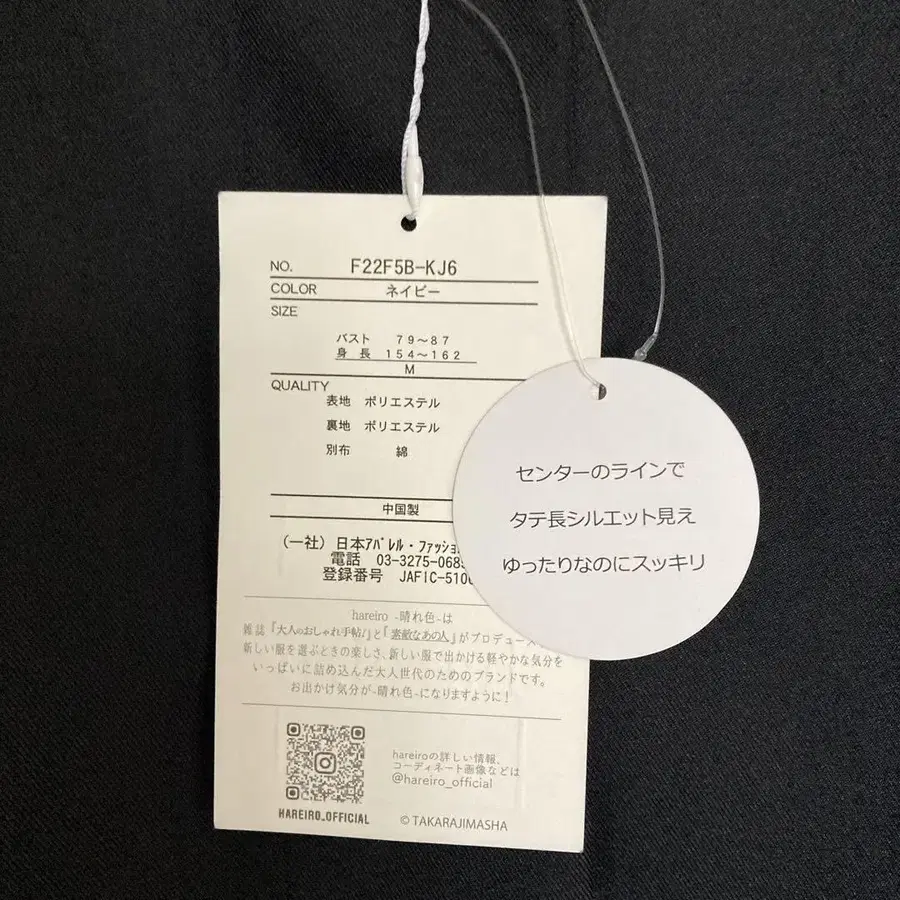 NO. F22F5B-KJ6
COLOR ネイビー
SIZE
バスト 79～87
身長 154～162
M
QUALITY
表地 ポリエステル
裏地 ポリエステル
別布 綿
中国製
(一社) 日本ｱﾊﾟﾚﾙ・ﾌｧｯｼｮ
電話 03-3275-068
登録番号 JAFIC-510
hareiro -晴れ色-は
雑誌『大人のおしゃれ手帖』と『素敵なあの人』がプロデュース
新しい服を選ぶときの楽しさ、新しい服で出かける軽やかな気分を
いっぱいに詰め込んだ大人世代のためのブランドです。
お出かけ気分が-晴れ色-になりますように！
HAREIRO_OFFICIAL
hareiroの詳しい情報、
コーディネート画像などは
@hareiro_official
© TAKARAJIMASHA
センターのラインで
タテ長シルエット見え
ゆったりなのにスッキリ